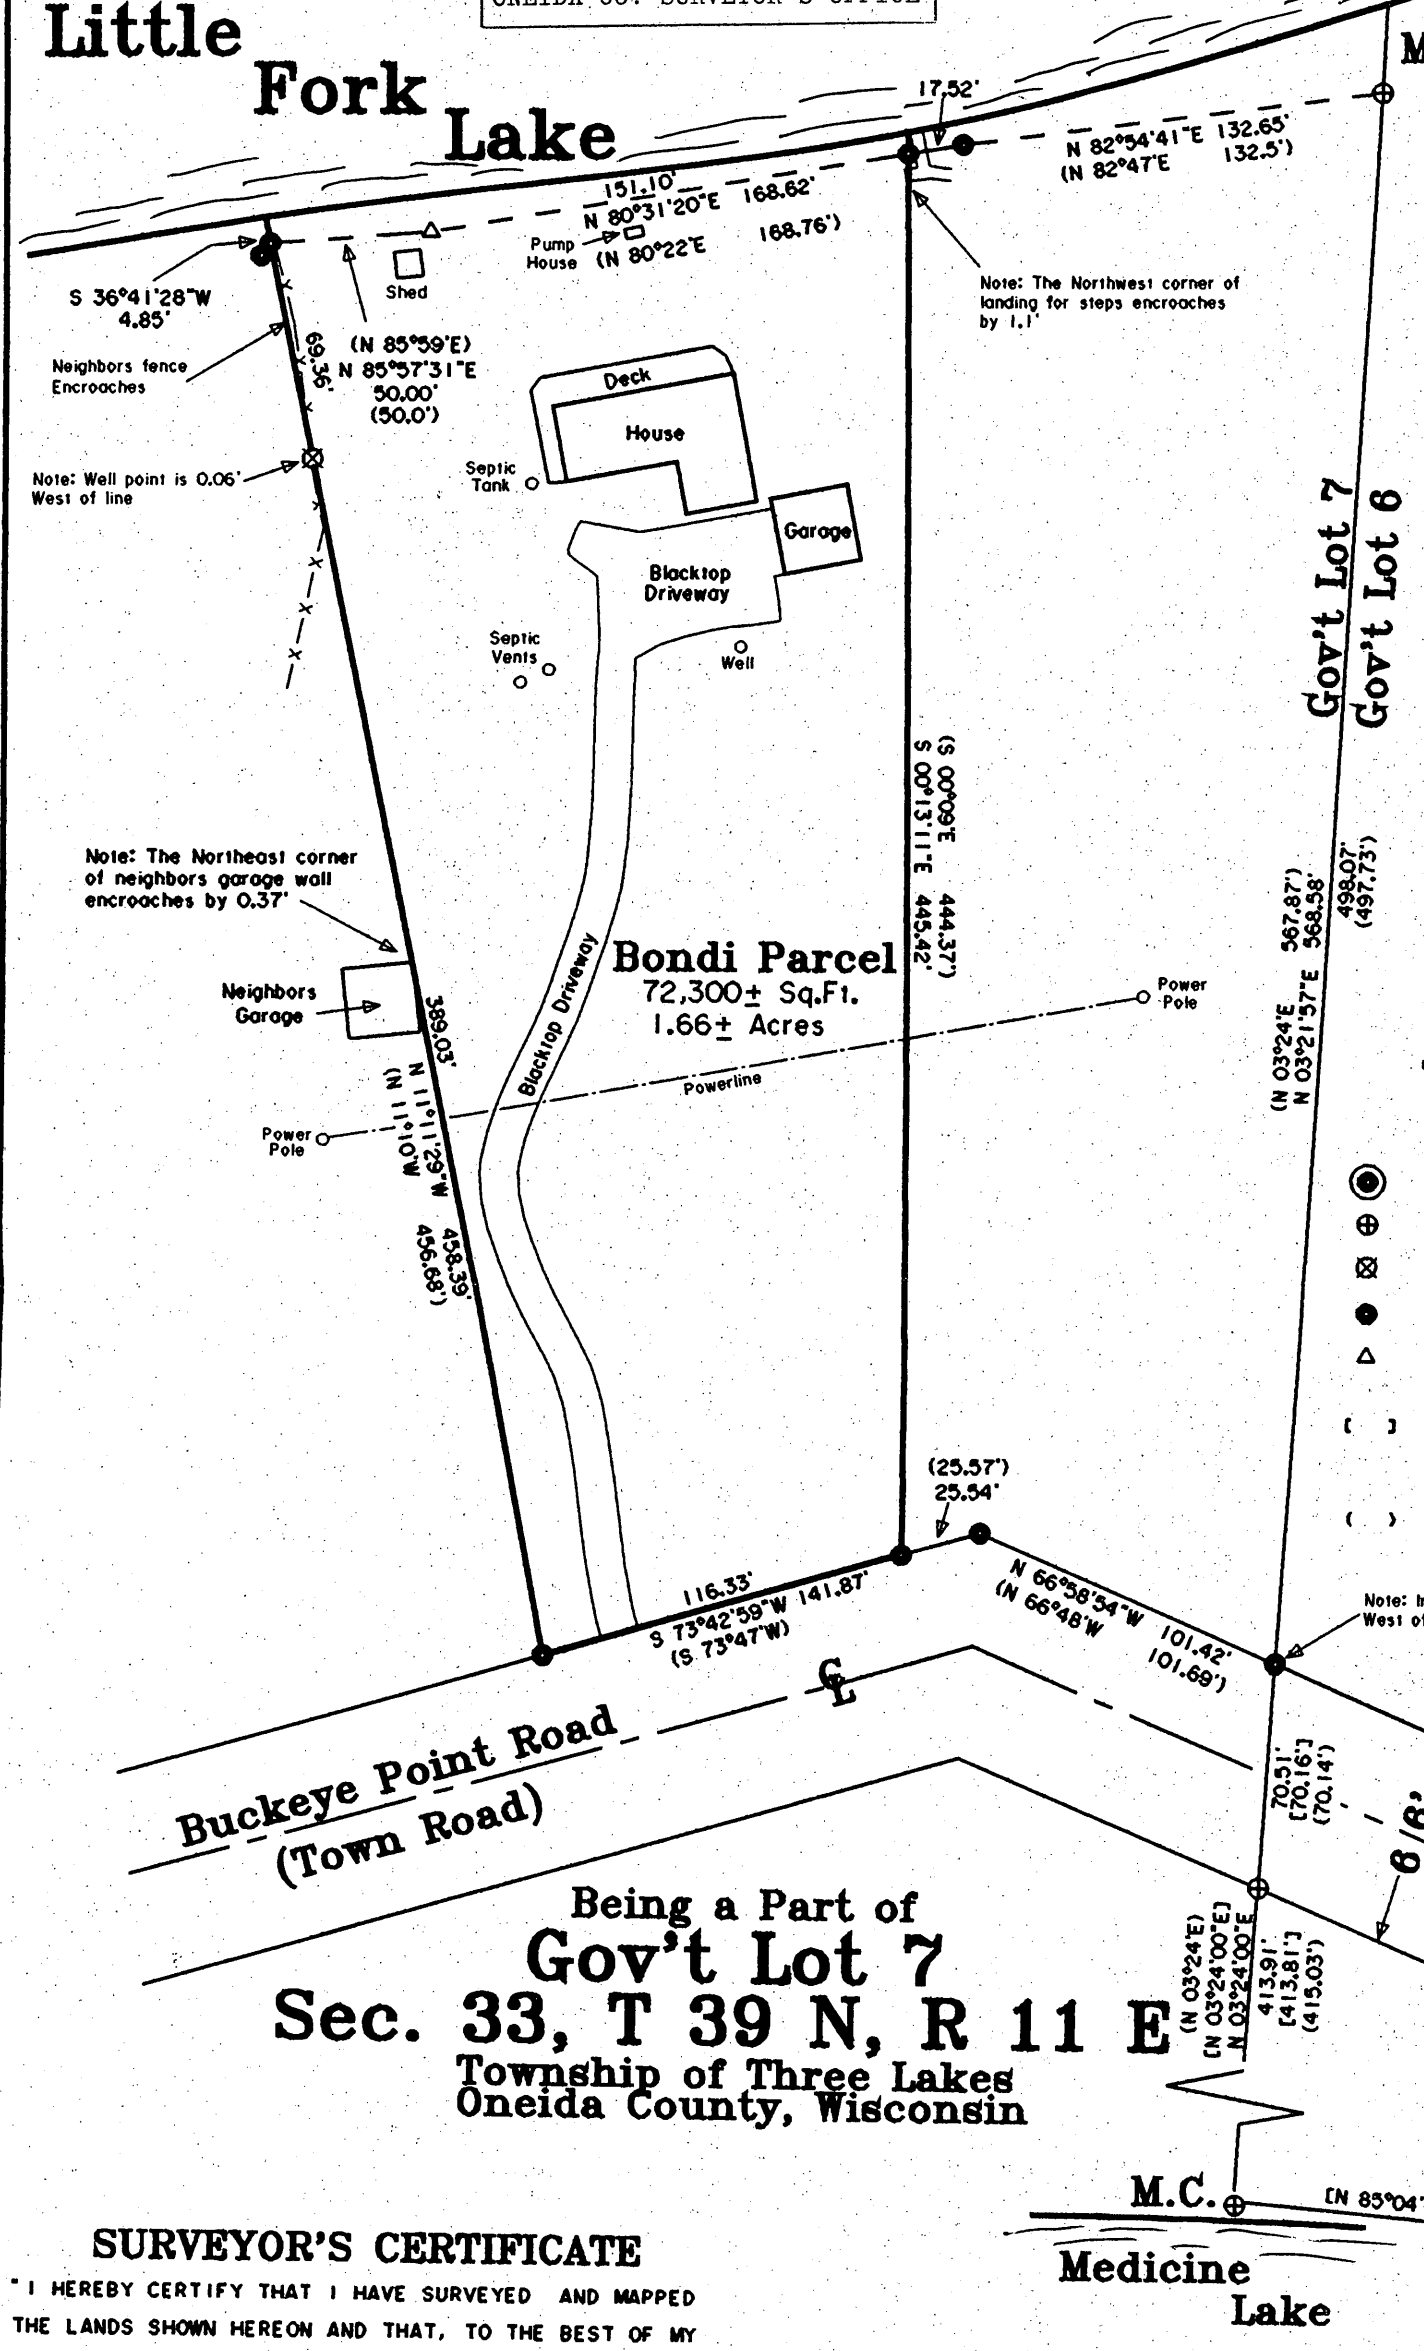 ONEIDA CO. SURVEYOR'S OFFICE
Little
Fork
Lake
M
17.52'
N 82°54'41"E 132.65'
(N 82°47'E 132.5')
151.10'
N 80°31'20"E 168.62'
(N 80°22'E 168.76')
Pump
House
Shed
S 36°41'28"W
4.85'
Neighbors fence
Encroaches
69.36'
(N 85°59'E)
N 85°57'31"E
50.00'
(50.0')
Note: The Northwest corner of
landing for steps encroaches
by 1.1'
Deck
House
Septic
Tank
Note: Well point is 0.06'
West of line
Garage
Blacktop
Driveway
Septic
Vents
Well
Gov't Lot 7
Gov't Lot 6
(S 00°09'E 444.37')
S 00°13'11"E 445.42'
498.07'
(497.73')
(N 03°24'E 567.87')
N 03°21'57"E 568.58'
Note: The Northeast corner
of neighbors garage wall
encroaches by 0.37'
Neighbors
Garage
Blacktop Driveway
Bondi Parcel
72,300± Sq.Ft.
1.66± Acres
Power
Pole
Powerline
389.03'
N 11°11'29"W 458.39'
(N 11°10'W 456.68')
Power
Pole
[ ]
( )
(25.57')
25.54'
116.33'
S 73°42'59"W 141.87'
(S 73°47'W)
N 66°58'54"W 101.42'
(N 66°48'W 101.69')
Note:
West of
CL
Buckeye Point Road
(Town Road)
70.51'
[70.16']
(70.14')
Being a Part of
Gov't Lot 7
Sec. 33, T 39 N, R 11 E
Township of Three Lakes
Oneida County, Wisconsin
(N 03°24'E)
[N 03°24'00"E]
N 03°24'00"E
413.91'
[413.81']
(415.03')
M.C.
[N 85°04'
Medicine
Lake
SURVEYOR'S CERTIFICATE
"I HEREBY CERTIFY THAT I HAVE SURVEYED AND MAPPED
THE LANDS SHOWN HEREON AND THAT, TO THE BEST OF MY